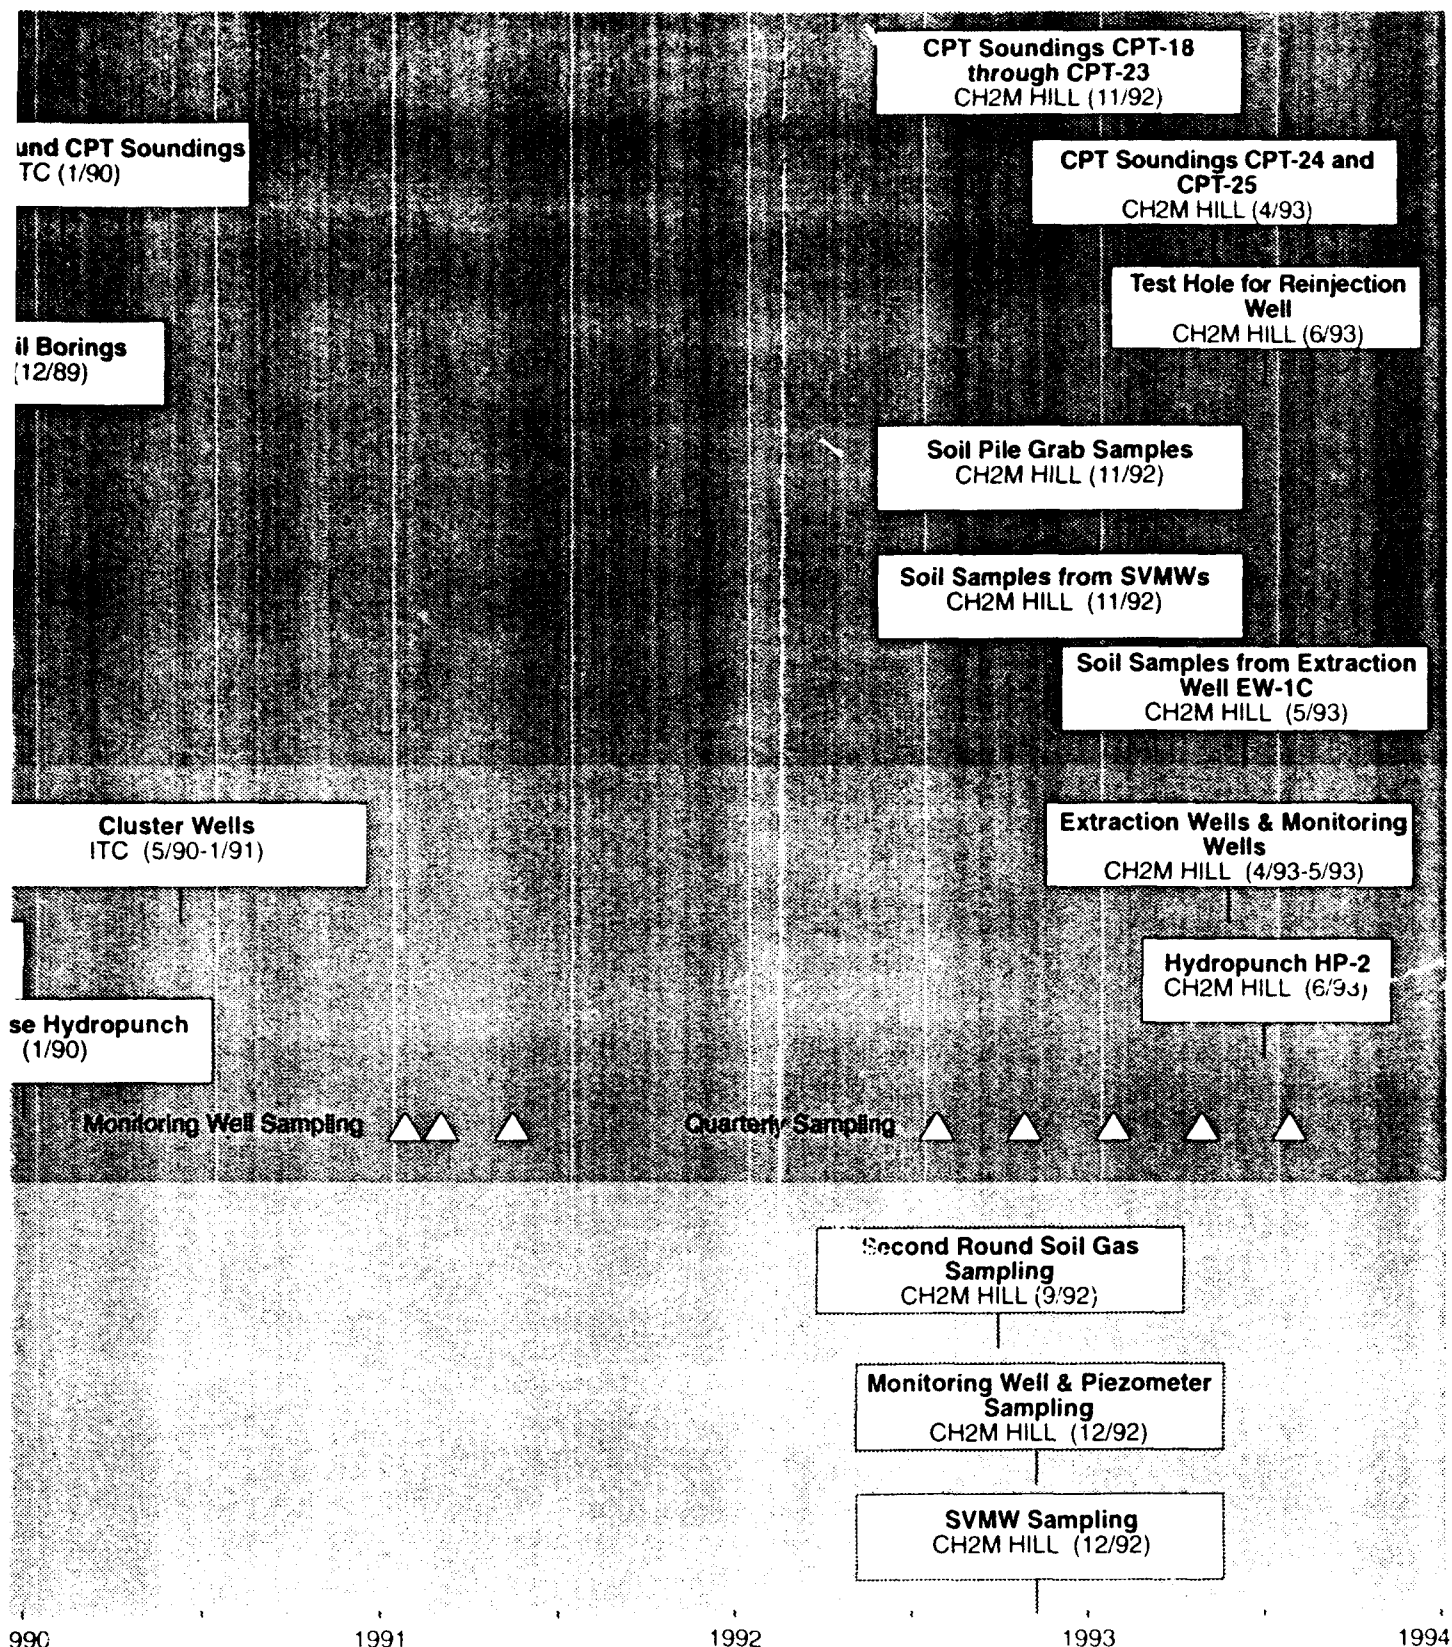 CPT Soundings CPT-18
through CPT-23
CH2M HILL (11/92)
und CPT Soundings
TC (1/90)
CPT Soundings CPT-24 and
CPT-25
CH2M HILL (4/93)
Test Hole for Reinjection
Well
CH2M HILL (6/93)
il Borings
(12/89)
Soil Pile Grab Samples
CH2M HILL (11/92)
Soil Samples from SVMWs
CH2M HILL (11/92)
Soil Samples from Extraction
Well EW-1C
CH2M HILL (5/93)
Cluster Wells
ITC (5/90-1/91)
Extraction Wells & Monitoring
Wells
CH2M HILL (4/93-5/93)
Hydropunch HP-2
CH2M HILL (6/93)
se Hydropunch
(1/90)
Monitoring Well Sampling
Quarterly Sampling
Second Round Soil Gas
Sampling
CH2M HILL (9/92)
Monitoring Well & Piezometer
Sampling
CH2M HILL (12/92)
SVMW Sampling
CH2M HILL (12/92)
990 1991 1992 1993 1994